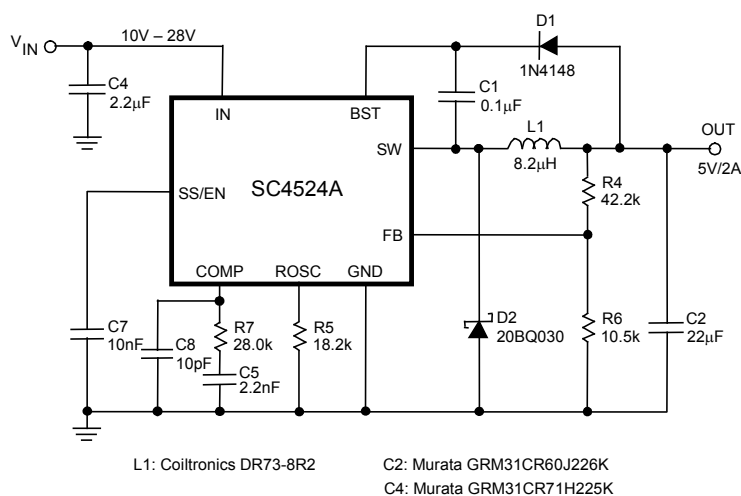 V IN
10V – 28V
D1
1N4148
C4
2.2µF
C1
0.1µF
IN
BST
L1
8.2µH
OUT
5V/2A
SW
SS/EN
SC4524A
R4
42.2k
FB
COMP
ROSC
GND
C7
10nF
C8
10pF
R7
28.0k
R5
18.2k
C5
2.2nF
D2
20BQ030
R6
10.5k
C2
22µF
L1: Coiltronics DR73-8R2
C2: Murata GRM31CR60J226K
C4: Murata GRM31CR71H225K